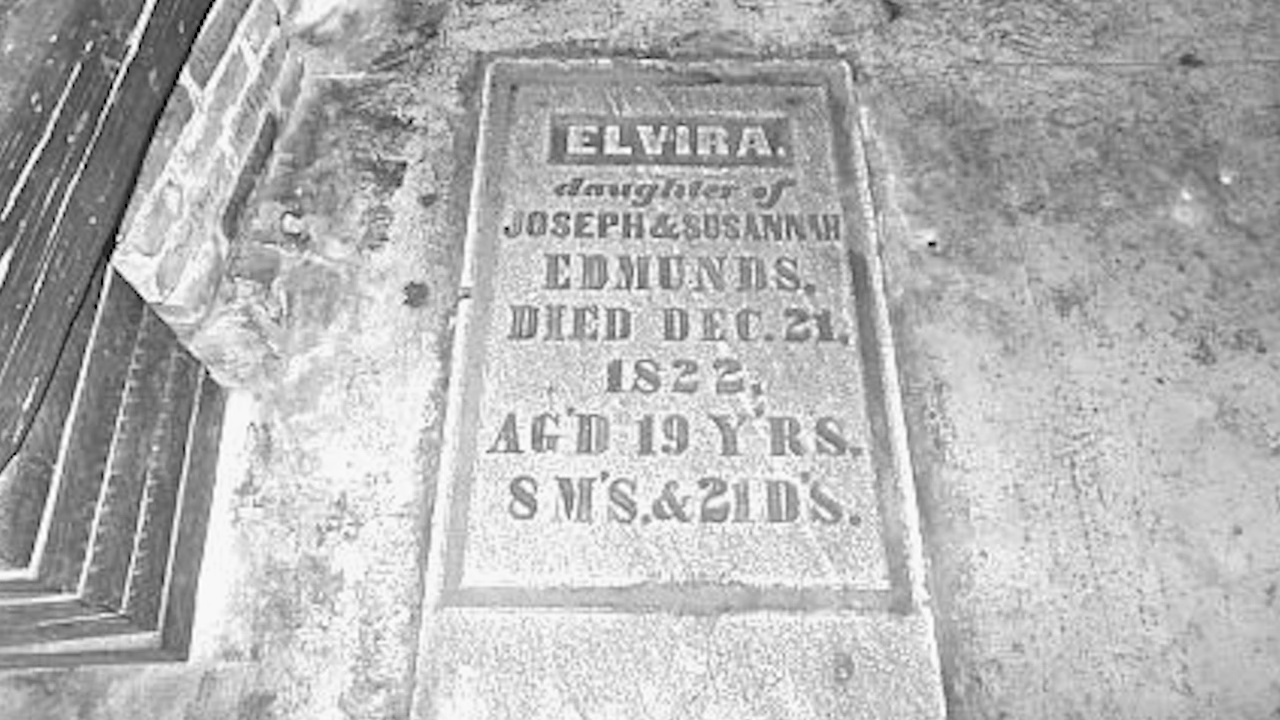 ELVIRA.
daughter of
JOSEPH & SUSANNAH
EDMUNDS.
DIED DEC. 21,
1822,
AG'D 19 Y'RS.
8 M'S. & 21 D'S.